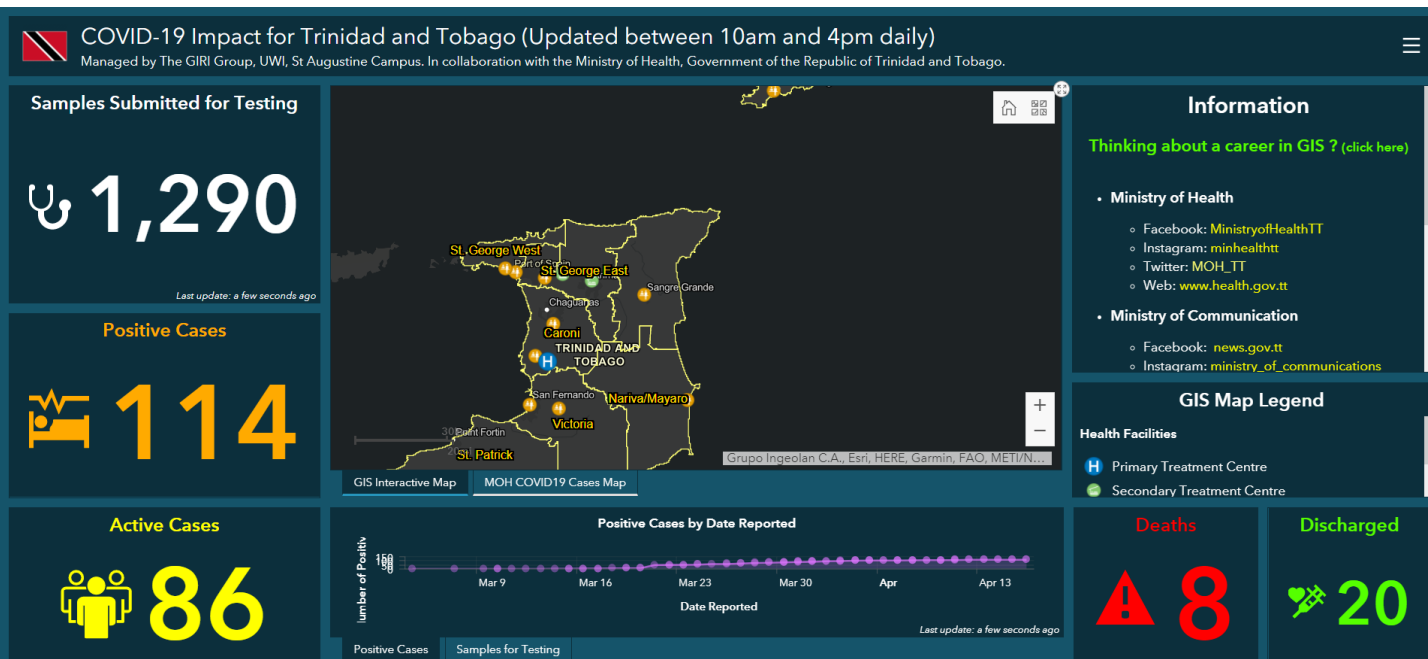 COVID-19 Impact for Trinidad and Tobago (Updated between 10am and 4pm daily)
Managed by The GIRI Group, UWI, St Augustine Campus. In collaboration with the Ministry of Health, Government of the Republic of Trinidad and Tobago.
Samples Submitted for Testing
1,290
Last update: a few seconds ago
Positive Cases
114
Active Cases
86
St. George West
Port of Spain
St. George East
Sangre Grande
Chaguanas
Caroni
TRINIDAD AND
TOBAGO
H
San Fernando
Nariva/Mayaro
Victoria
Point Fortin
St. Patrick
+
−
Grupo Ingeolan C.A., Esri, HERE, Garmin, FAO, METI/N...
GIS Interactive Map
MOH COVID19 Cases Map
Positive Cases by Date Reported
umber of Positiv
150
100
50
0
Mar 9
Mar 16
Mar 23
Mar 30
Apr
Apr 13
Date Reported
Last update: a few seconds ago
Positive Cases
Samples for Testing
Information
Thinking about a career in GIS ? (click here)
• Ministry of Health
◦ Facebook: MinistryofHealthTT
◦ Instagram: minhealthtt
◦ Twitter: MOH_TT
◦ Web: www.health.gov.tt
• Ministry of Communication
◦ Facebook: news.gov.tt
◦ Instagram: ministry_of_communications
GIS Map Legend
Health Facilities
H Primary Treatment Centre
Secondary Treatment Centre
Deaths
8
Discharged
20